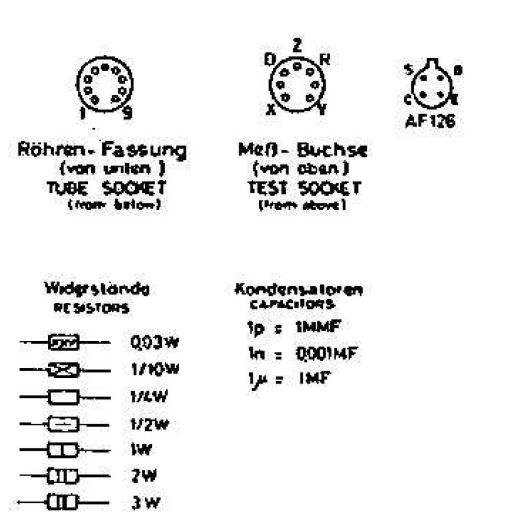 1 9
Röhren-Fassung
(von unten)
TUBE SOCKET
(from below)
Z
D R
X Y
Meß-Buchse
(von oben)
TEST SOCKET
(from above)
S B
C E
AF 126
Widerstände
RESISTORS
0,03W
1/10W
1/4W
1/2W
1W
2W
3W
Kondensatoren
CAPACITORS
1p = 1MMF
1n = 0,001MF
1μ = 1MF